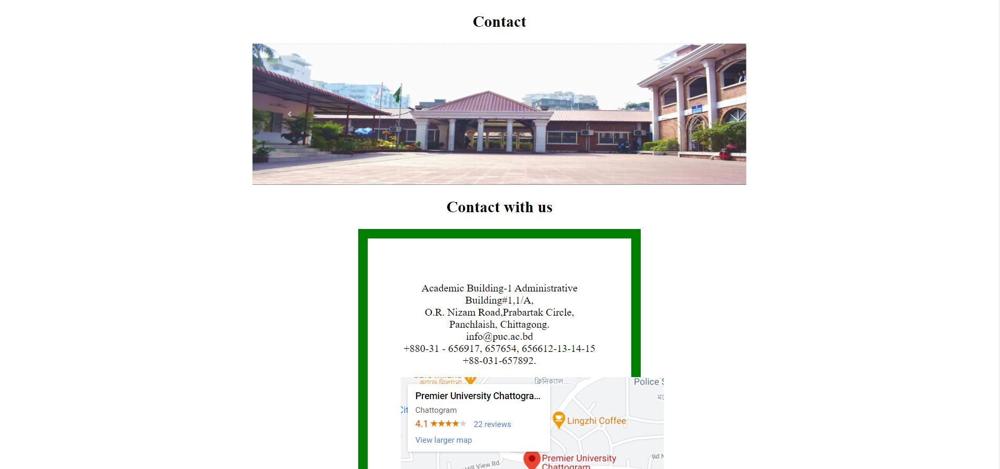 Contact
Contact with us
Academic Building-1 Administrative
Building#1,1/A,
O.R. Nizam Road,Prabartak Circle,
Panchlaish, Chittagong.
info@puc.ac.bd
+880-31 - 656917, 657654, 656612-13-14-15
+88-031-657892.
ক্যাফে মিলানো
ক্লিনিক্যাল...
Police S
Premier University Chattogra...
Chattogram
4.1
22 reviews
View larger map
Cit
Lingzhi Coffee
Premier University
Chattogram
Hill View Rd
Rd N